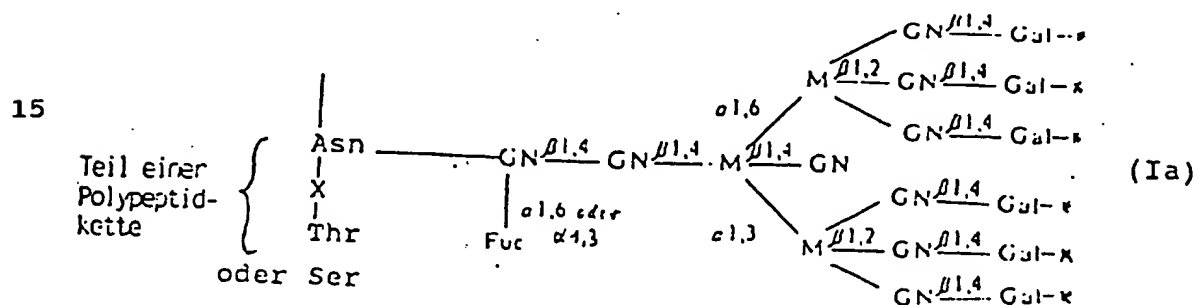 GN β1,4 Gal-*
M β1,2 GN β1,4 Gal-*
15
α1,6
GN β1,4 Gal-*
Asn
GN β1,4 GN β1,4 M β1,4 GN
(Ia)
Teil einer
Polypeptid-
kette
X
α1,6 oder
α1,3
Fuc
α1,3
GN β1,4 Gal-*
Thr
M β1,2 GN β1,4 Gal-*
oder Ser
GN β1,4 Gal-*